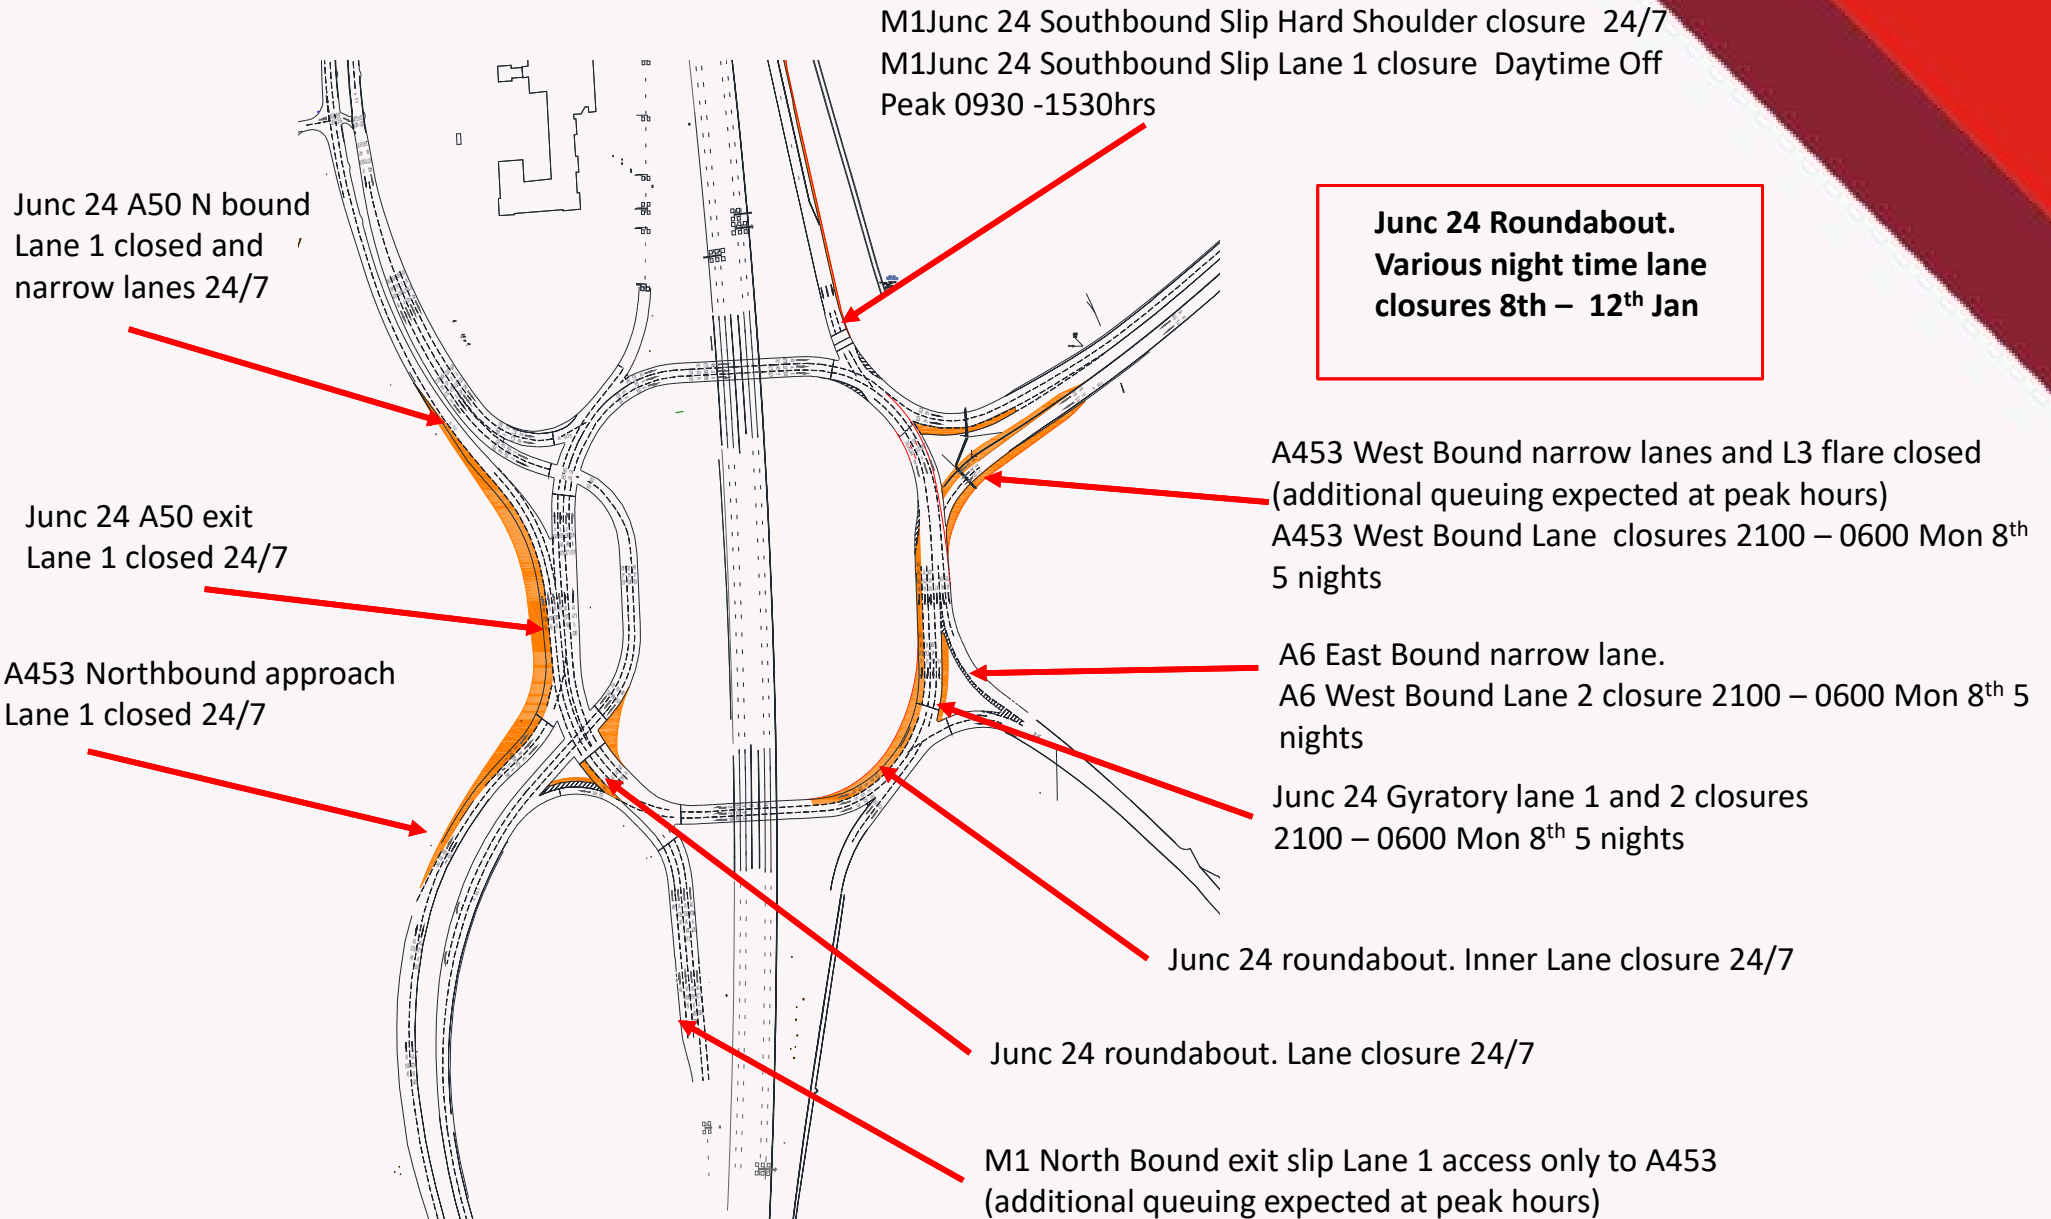 M1Junc 24 Southbound Slip Hard Shoulder closure 24/7
M1Junc 24 Southbound Slip Lane 1 closure Daytime Off
Peak 0930 -1530hrs
Junc 24 A50 N bound
Lane 1 closed and
narrow lanes 24/7
Junc 24 Roundabout.
Various night time lane
closures 8th – 12th Jan
A453 West Bound narrow lanes and L3 flare closed
(additional queuing expected at peak hours)
A453 West Bound Lane closures 2100 – 0600 Mon 8th
5 nights
Junc 24 A50 exit
Lane 1 closed 24/7
A453 Northbound approach
Lane 1 closed 24/7
A6 East Bound narrow lane.
A6 West Bound Lane 2 closure 2100 – 0600 Mon 8th 5
nights
Junc 24 Gyratory lane 1 and 2 closures
2100 – 0600 Mon 8th 5 nights
Junc 24 roundabout. Inner Lane closure 24/7
Junc 24 roundabout. Lane closure 24/7
M1 North Bound exit slip Lane 1 access only to A453
(additional queuing expected at peak hours)